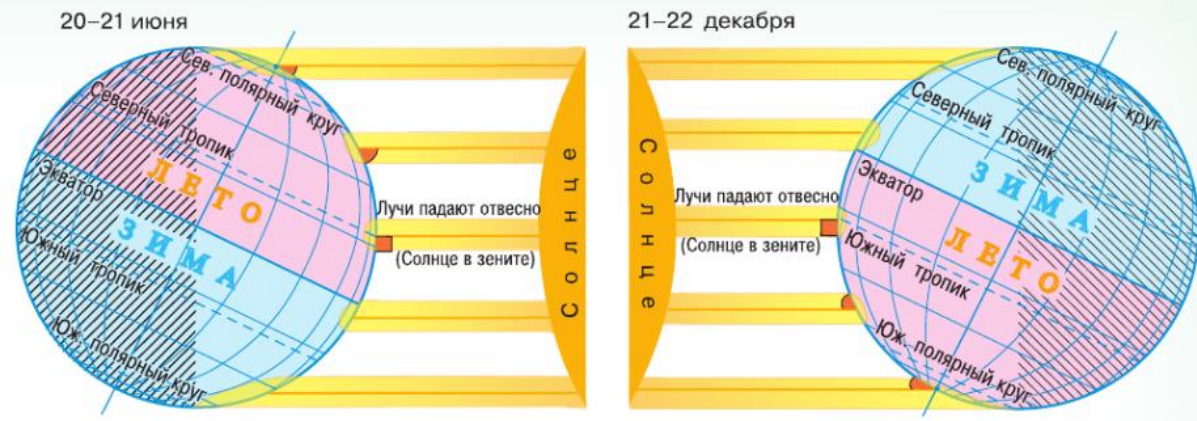 20–21 июня
21–22 декабря
Сев. полярный круг
Северный тропик
Экватор
ЛЕТО
ЗИМА
Южный тропик
Юж. полярный круг
Лучи падают отвесно
(Солнце в зените)
Солнце
Солнце
Лучи падают отвесно
(Солнце в зените)
Сев. полярный круг
Северный тропик
ЗИМА
Экватор
ЛЕТО
Южный тропик
Юж. полярный круг